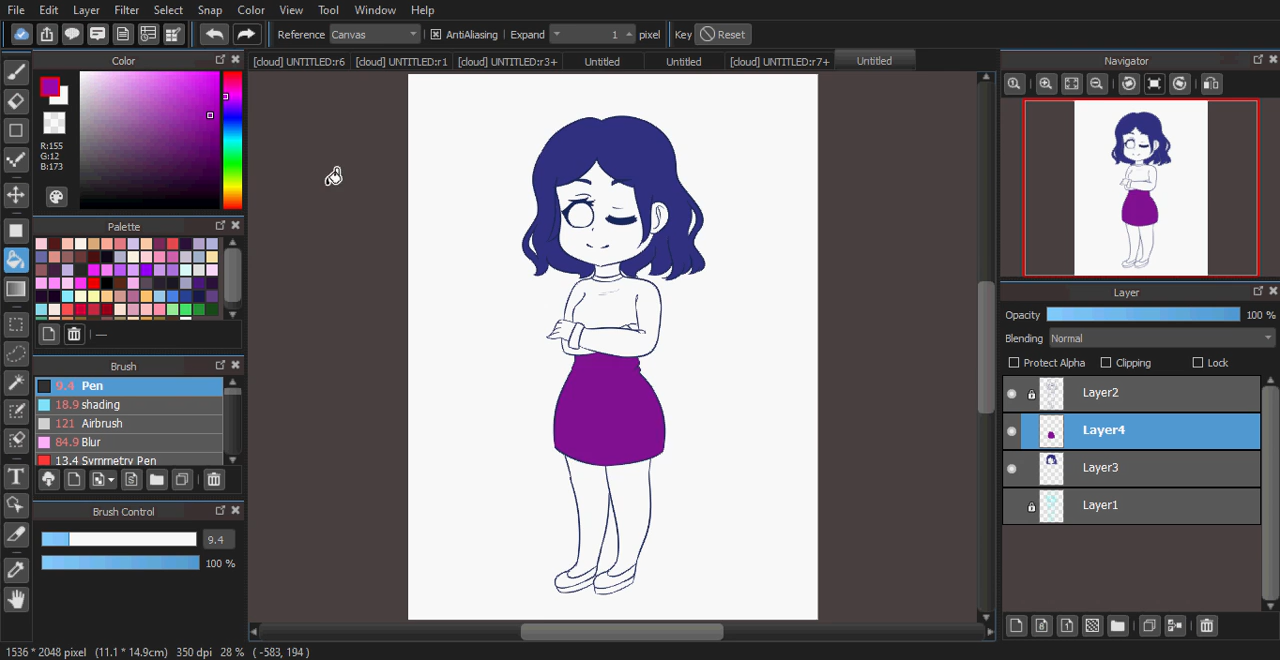 File Edit Layer Filter Select Snap Color View Tool Window Help
Reference Canvas AntiAliasing Expand 1 pixel Key Reset
Color
R:155
G:12
B:173
Palette
—
Brush
9.4 Pen
18.9 shading
121 Airbrush
84.9 Blur
13.4 Symmetry Pen
Brush Control
9.4
100 %
[cloud] UNTITLED:r6 [cloud] UNTITLED:r1 [cloud] UNTITLED:r3+ Untitled Untitled [cloud] UNTITLED:r7+ Untitled
Navigator
Layer
Opacity 100 %
Blending Normal
Protect Alpha Clipping Lock
Layer2
Layer4
Layer3
Layer1
1536 * 2048 pixel (11.1 * 14.9cm) 350 dpi 28 % ( -583, 194 )